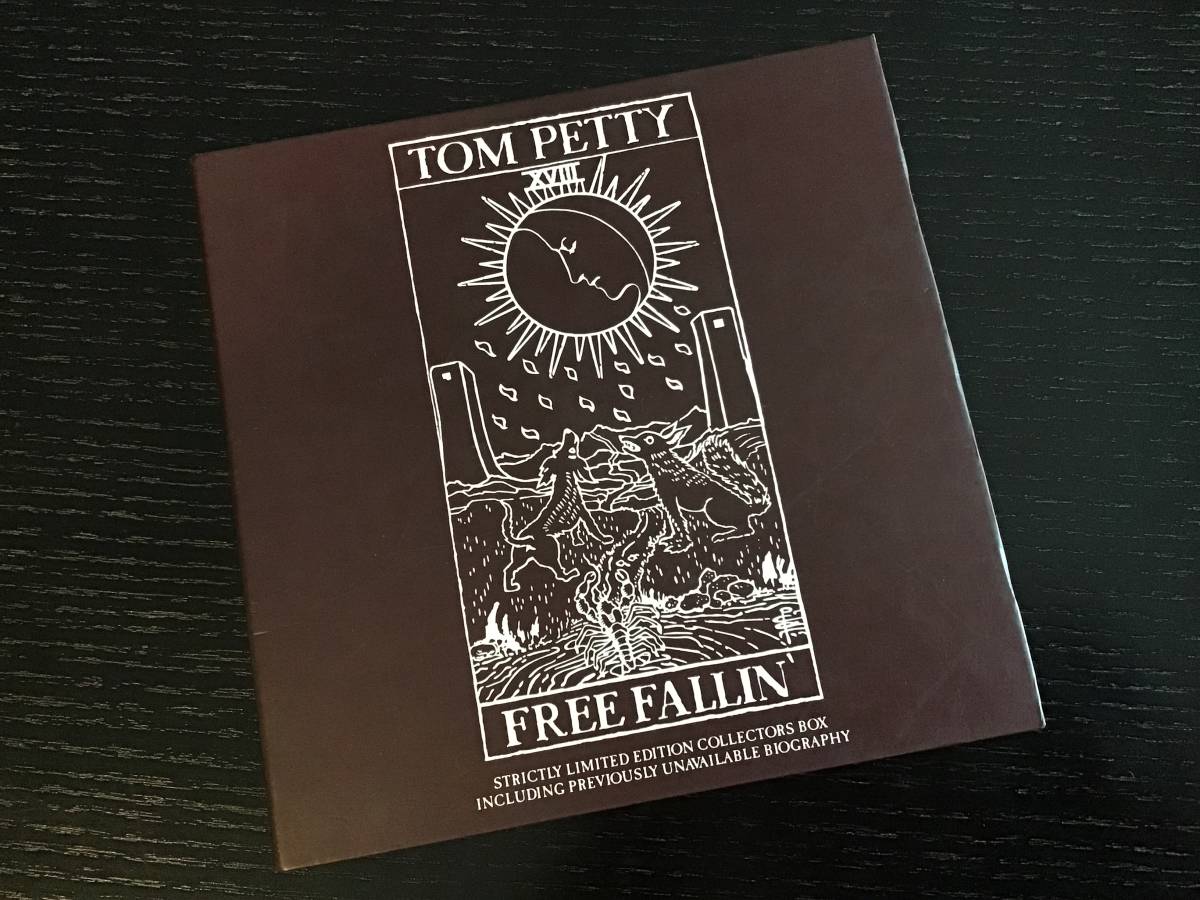 TOM PETTY
XVIII
FREE FALLIN'
STRICTLY LIMITED EDITION COLLECTORS BOX
INCLUDING PREVIOUSLY UNAVAILABLE BIOGRAPHY